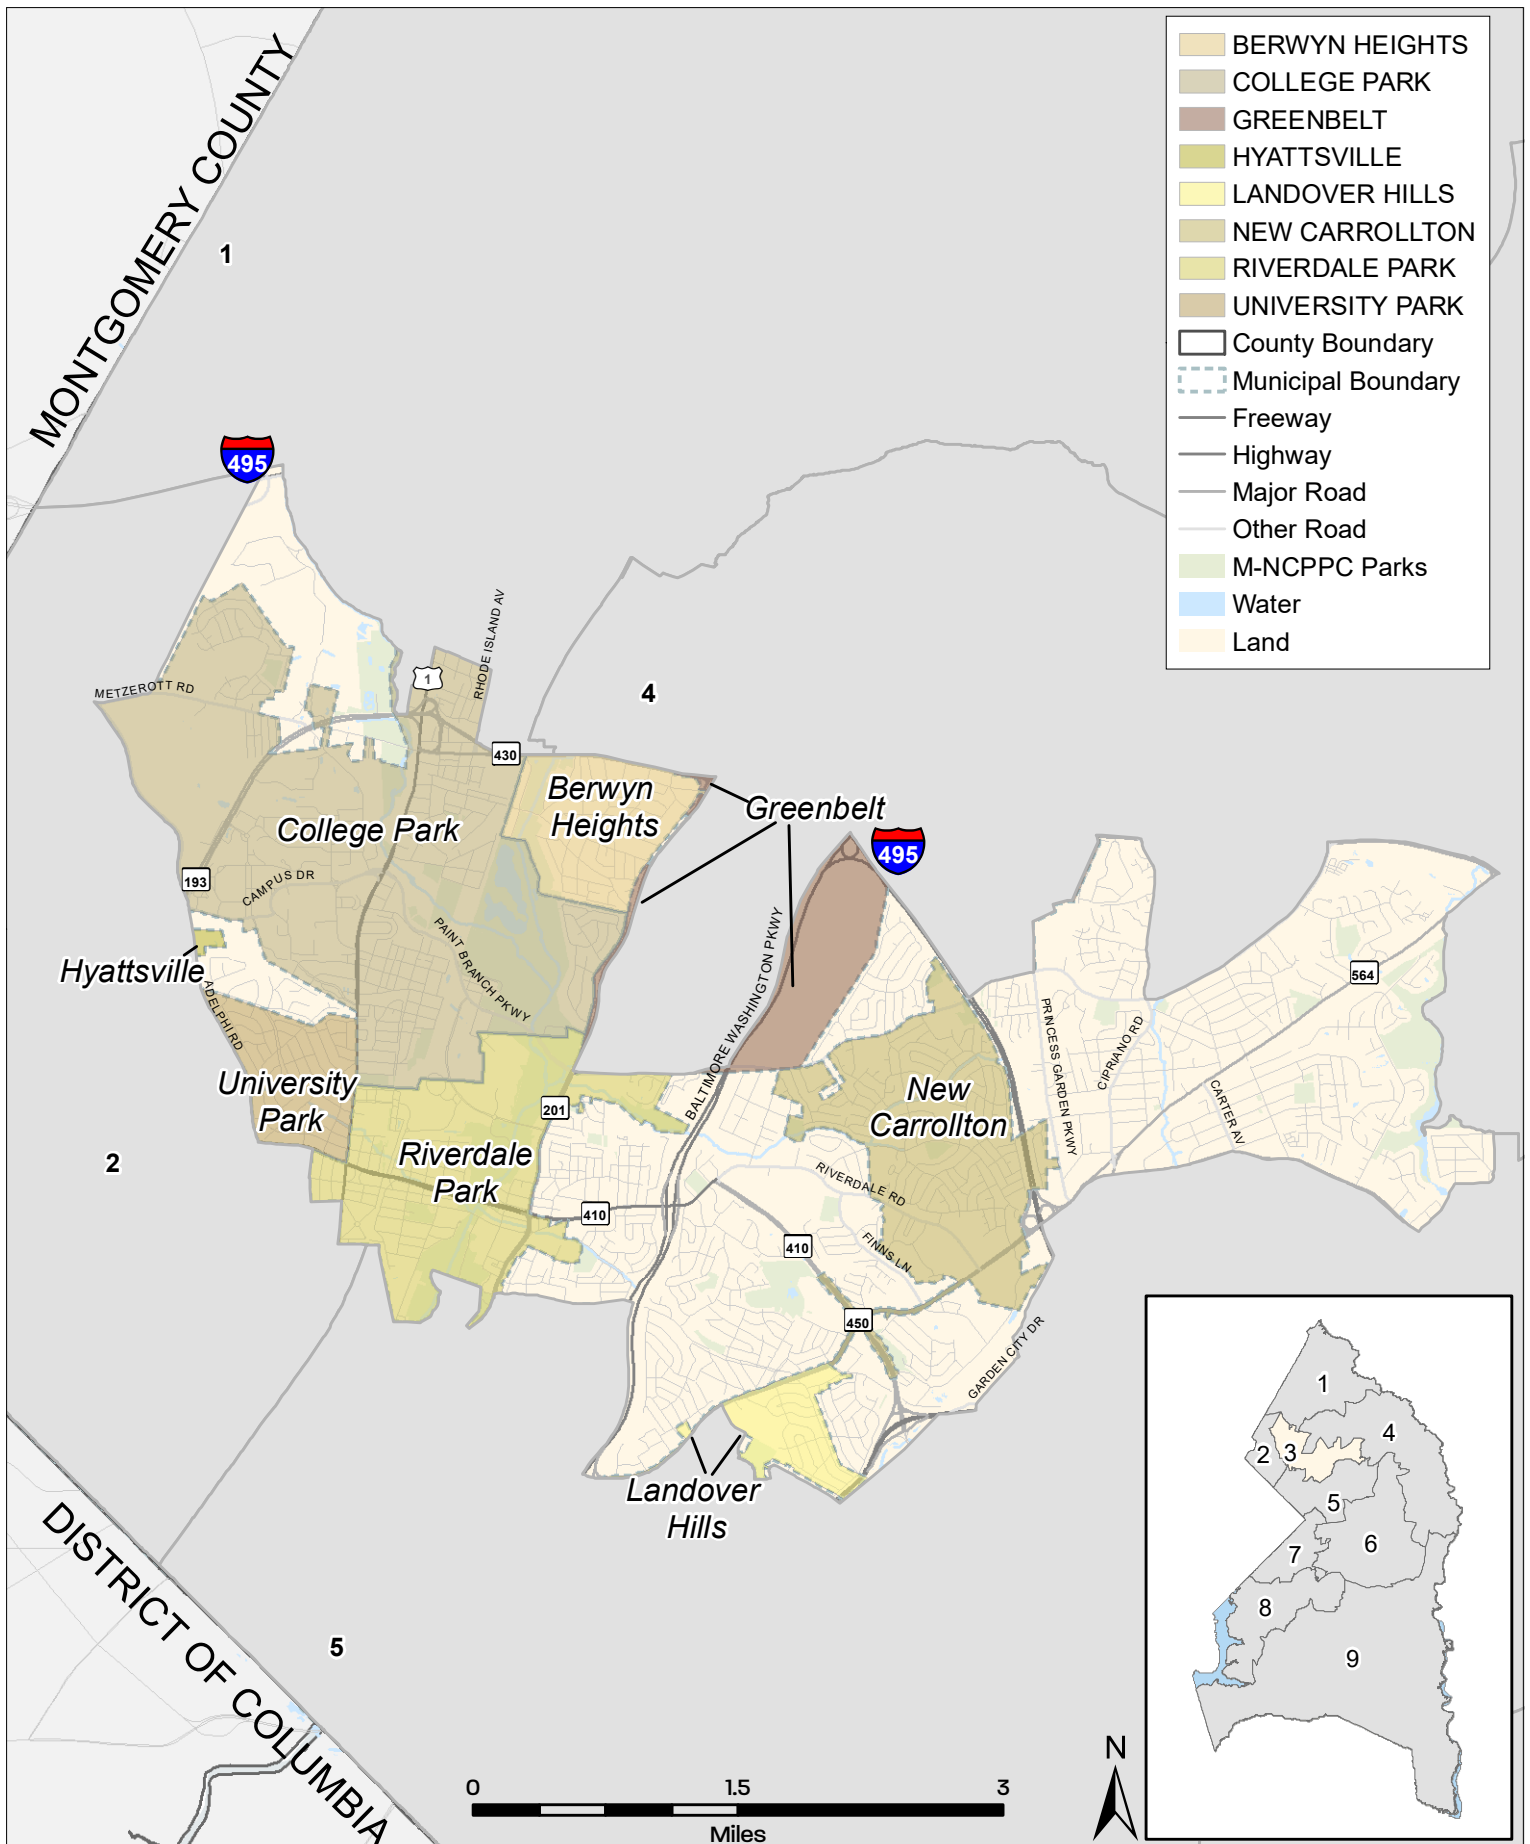 BERWYN HEIGHTS
COLLEGE PARK
GREENBELT
HYATTSVILLE
LANDOVER HILLS
NEW CARROLLTON
RIVERDALE PARK
UNIVERSITY PARK
County Boundary
Municipal Boundary
Freeway
Highway
Major Road
Other Road
M-NCPPC Parks
Water
Land
MONTGOMERY COUNTY
1
495
RHODE ISLAND AV
METZEROTT RD
1
4
430
Berwyn
Heights
Greenbelt
College Park
495
193
CAMPUS DR
PAINT BRANCH PKWY
Hyattsville
ADELPHI RD
BALTIMORE WASHINGTON PKWY
564
PRINCESS GARDEN PKWY
CIPRIANO RD
CARTER AV
University
Park
New
Carrollton
201
2
Riverdale
Park
RIVERDALE RD
410
410
FINNS LN
450
GARDEN CITY DR
Landover
Hills
DISTRICT OF COLUMBIA
5
0
1.5
3
Miles
N
1
4
2
3
5
6
7
8
9